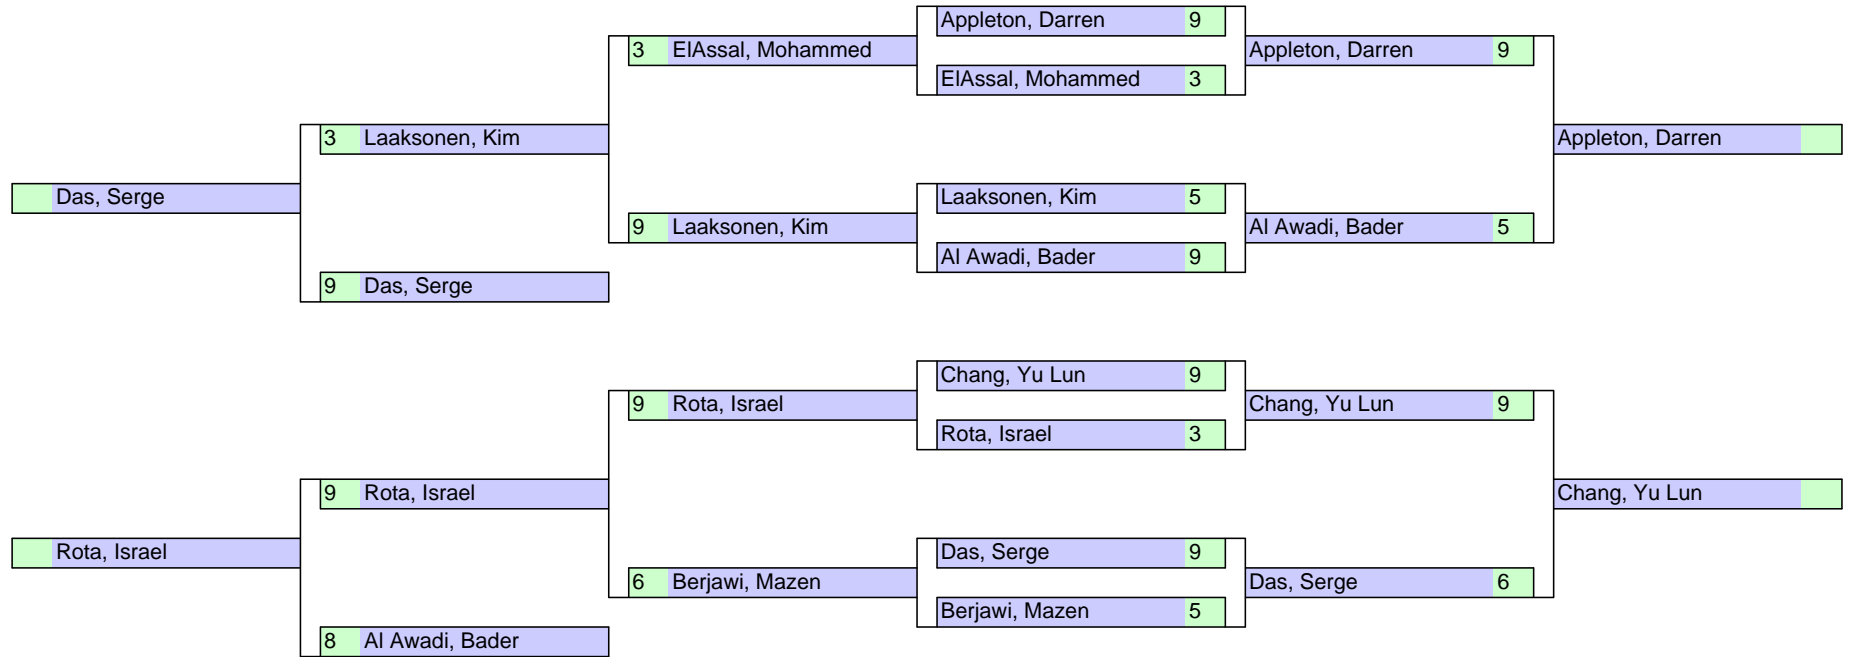 Appleton, Darren 9
3 ElAssal, Mohammed Appleton, Darren 9
ElAssal, Mohammed 3
3 Laaksonen, Kim Appleton, Darren
Das, Serge Laaksonen, Kim 5
9 Laaksonen, Kim Al Awadi, Bader 5
Al Awadi, Bader 9
9 Das, Serge
Chang, Yu Lun 9
9 Rota, Israel Chang, Yu Lun 9
Rota, Israel 3
9 Rota, Israel Chang, Yu Lun
Rota, Israel Das, Serge 9
6 Berjawi, Mazen Das, Serge 6
Berjawi, Mazen 5
8 Al Awadi, Bader